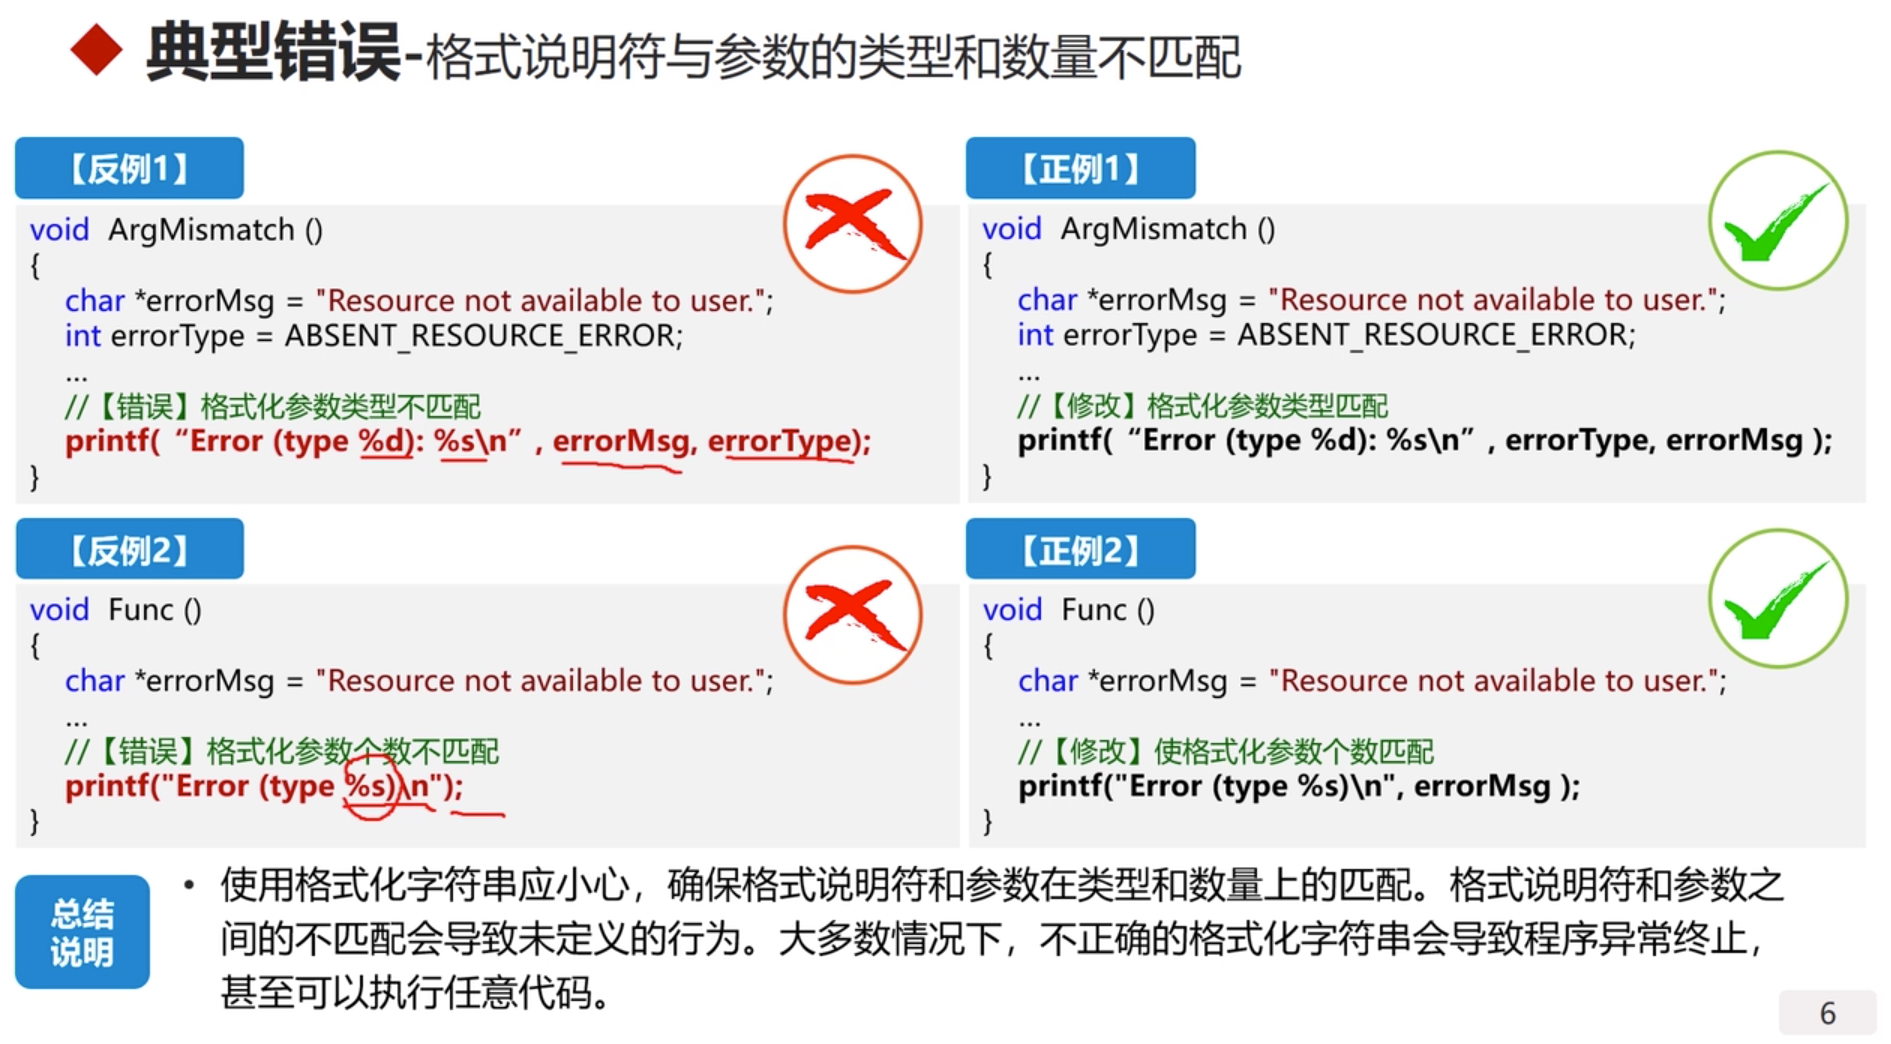 典型错误-格式说明符与参数的类型和数量不匹配
【反例1】
void ArgMismatch ()
{
char *errorMsg = "Resource not available to user.";
int errorType = ABSENT_RESOURCE_ERROR;
...
//【错误】格式化参数类型不匹配
printf( “Error (type %d): %s\n” , errorMsg, errorType);
}
【正例1】
void ArgMismatch ()
{
char *errorMsg = "Resource not available to user.";
int errorType = ABSENT_RESOURCE_ERROR;
...
//【修改】格式化参数类型匹配
printf( “Error (type %d): %s\n” , errorType, errorMsg );
}
【反例2】
void Func ()
{
char *errorMsg = "Resource not available to user.";
...
//【错误】格式化参数个数不匹配
printf("Error (type %s)\n");
}
【正例2】
void Func ()
{
char *errorMsg = "Resource not available to user.";
...
//【修改】使格式化参数个数匹配
printf("Error (type %s)\n", errorMsg );
}
总结
说明
• 使用格式化字符串应小心，确保格式说明符和参数在类型和数量上的匹配。格式说明符和参数之
间的不匹配会导致未定义的行为。大多数情况下，不正确的格式化字符串会导致程序异常终止，
甚至可以执行任意代码。
6